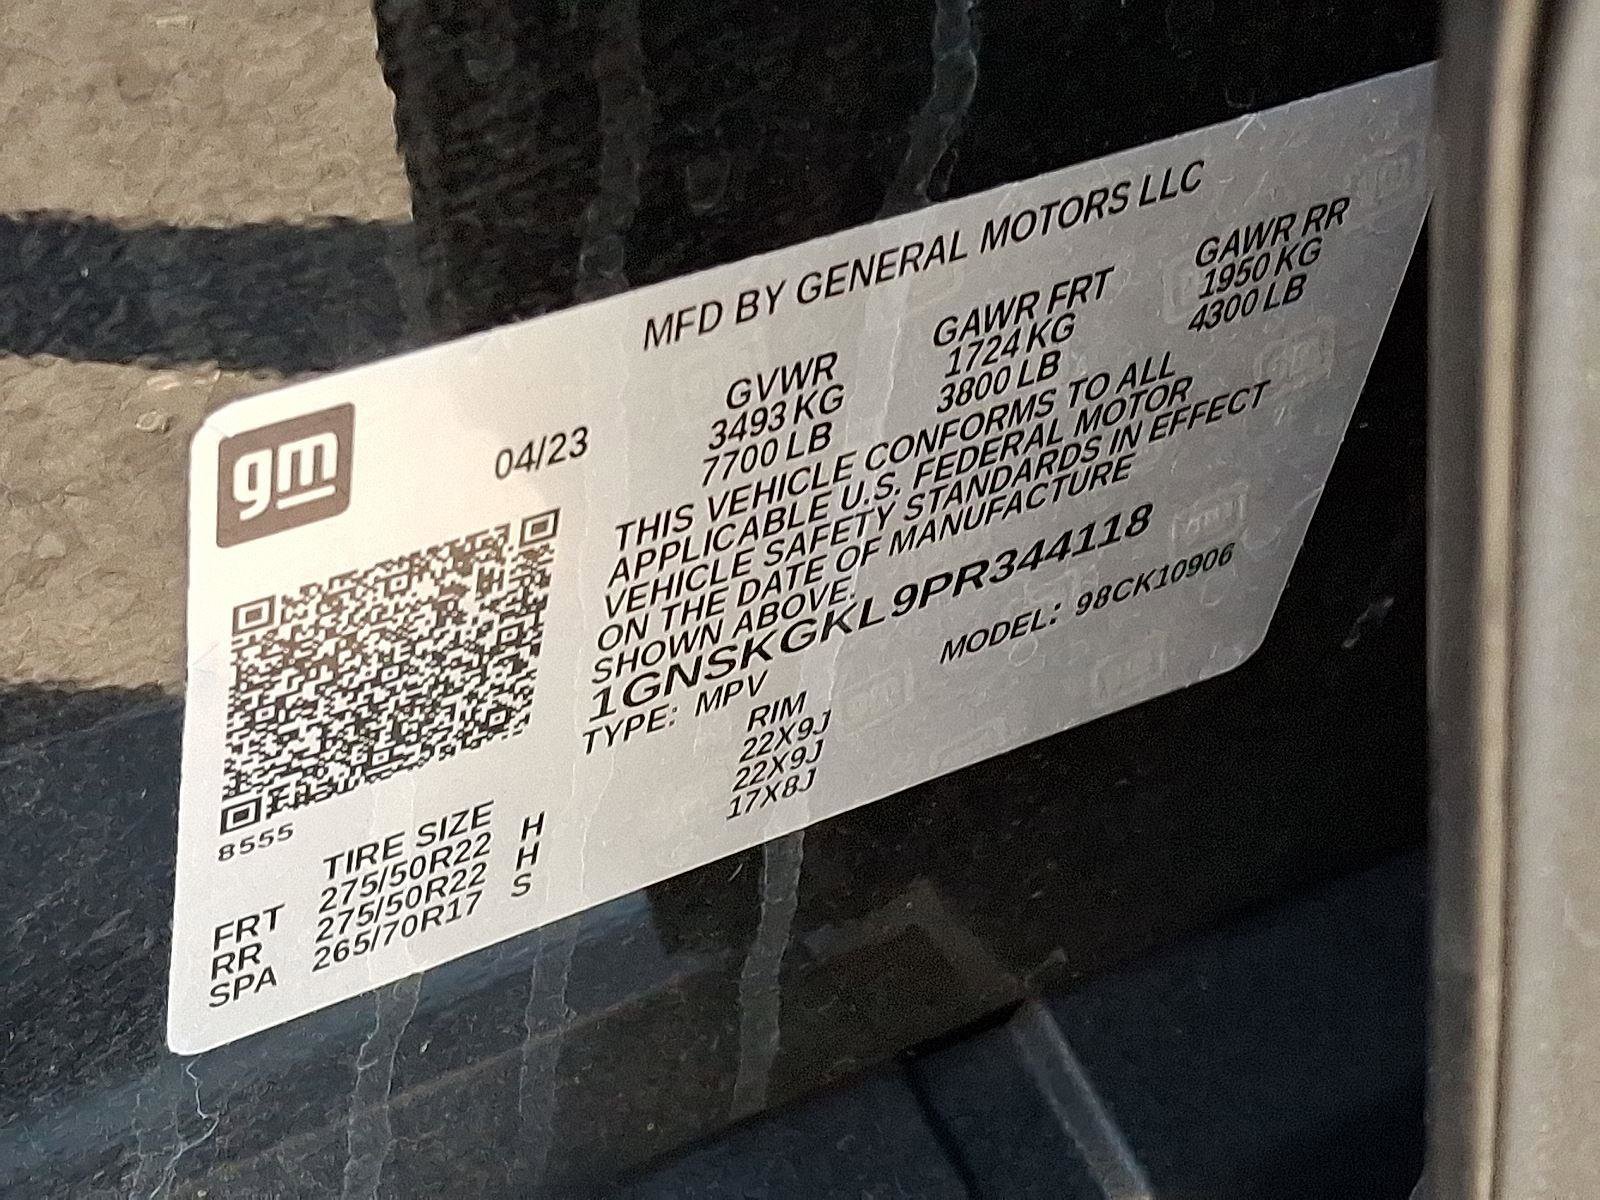 MFD BY GENERAL MOTORS LLC
gm
04/23
GVWR GAWR FRT GAWR RR
3493 KG 1724 KG 1950 KG
7700 LB 3800 LB 4300 LB
THIS VEHICLE CONFORMS TO ALL
APPLICABLE U.S. FEDERAL MOTOR
VEHICLE SAFETY STANDARDS IN EFFECT
ON THE DATE OF MANUFACTURE
SHOWN ABOVE.
1GNSKGKL9PR344118
TYPE: MPV MODEL: 98CK10906
8555
TIRE SIZE RIM
FRT 275/50R22 H 22X9J
RR 275/50R22 H 22X9J
SPA 265/70R17 S 17X8J